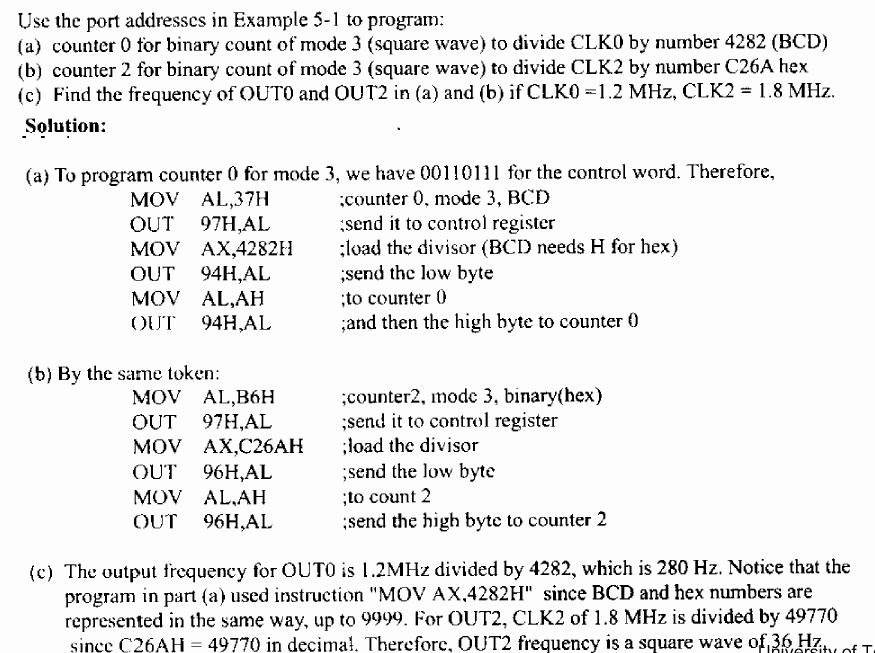 Use the port addresses in Example 5-1 to program:
(a) counter 0 for binary count of mode 3 (square wave) to divide CLK0 by number 4282 (BCD)
(b) counter 2 for binary count of mode 3 (square wave) to divide CLK2 by number C26A hex
(c) Find the frequency of OUT0 and OUT2 in (a) and (b) if CLK0 =1.2 MHz, CLK2 = 1.8 MHz.
Solution:
(a) To program counter 0 for mode 3, we have 00110111 for the control word. Therefore,
MOV AL,37H ;counter 0, mode 3, BCD
OUT 97H,AL ;send it to control register
MOV AX,4282H ;load the divisor (BCD needs H for hex)
OUT 94H,AL ;send the low byte
MOV AL,AH ;to counter 0
OUT 94H,AL ;and then the high byte to counter 0
(b) By the same token:
MOV AL,B6H ;counter2, mode 3, binary(hex)
OUT 97H,AL ;send it to control register
MOV AX,C26AH ;load the divisor
OUT 96H,AL ;send the low byte
MOV AL,AH ;to count 2
OUT 96H,AL ;send the high byte to counter 2
(c) The output frequency for OUT0 is 1.2MHz divided by 4282, which is 280 Hz. Notice that the
program in part (a) used instruction "MOV AX,4282H" since BCD and hex numbers are
represented in the same way, up to 9999. For OUT2, CLK2 of 1.8 MHz is divided by 49770
since C26AH = 49770 in decimal. Therefore, OUT2 frequency is a square wave of 36 Hz.
University of T